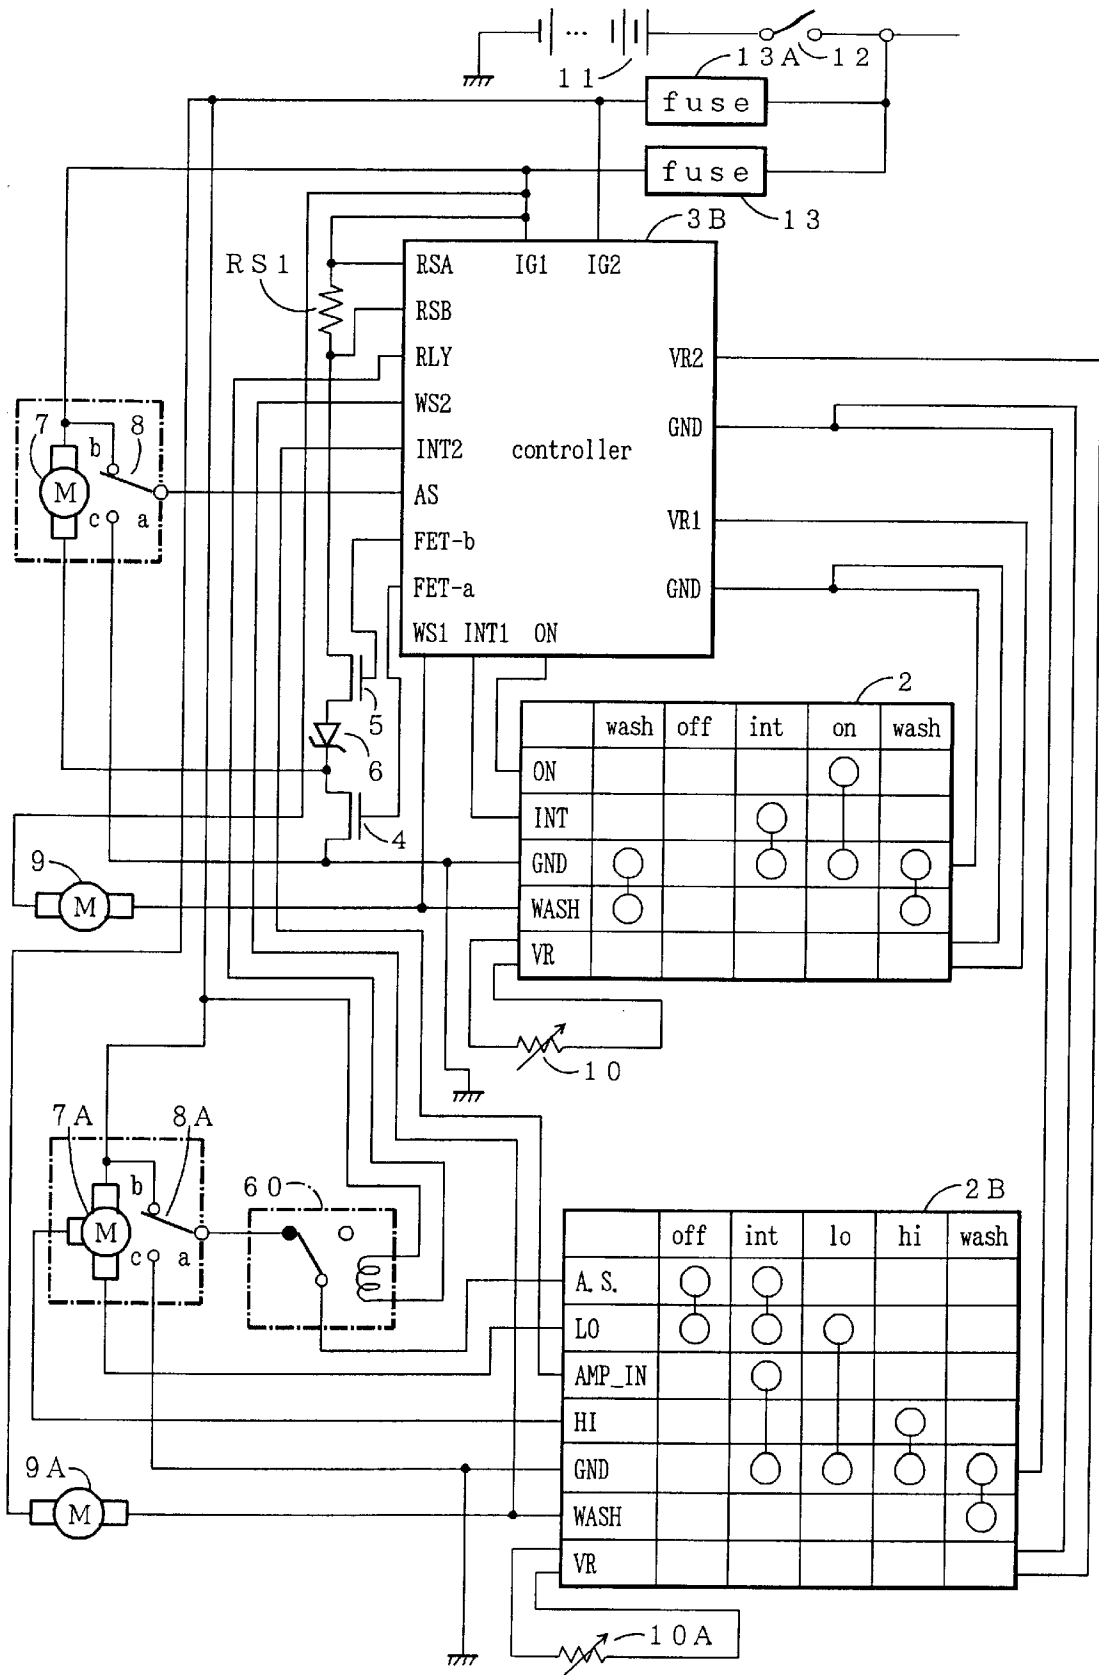 ...
13A 12
11
fuse
fuse
3B 13
RS1
RSA IG1 IG2
RSB
RLY VR2
WS2
GND
INT2 controller
7 8
b
M
AS
c a
VR1
FET-b
FET-a GND
WS1 INT1 ON
2
5
6
wash off int on wash
ON
INT
4
GND
9
M
WASH
VR
10
7A 8A
b
60
2B
M
c a
off int lo hi wash
A.S.
LO
AMP_IN
HI
9A
GND
M
WASH
VR
10A